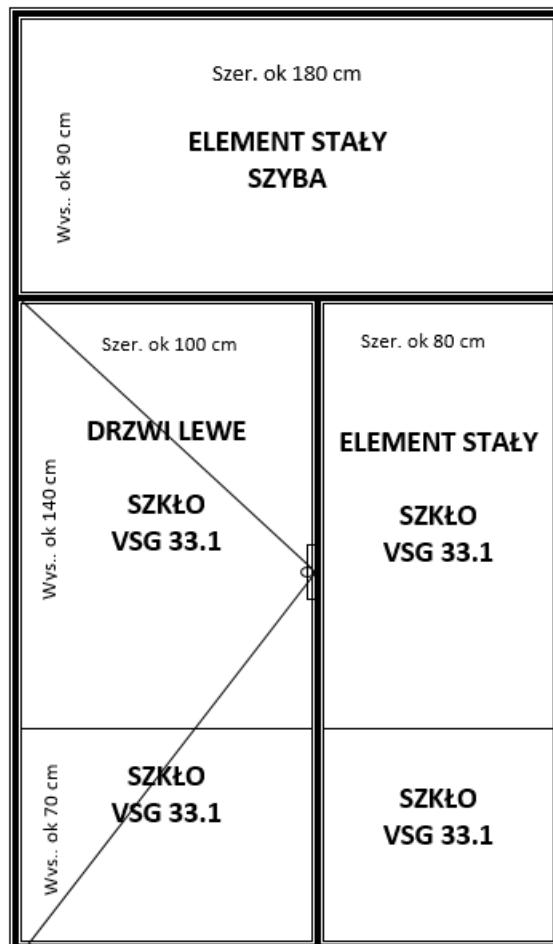 Szer. ok 180 cm
Wys.. ok 90 cm
ELEMENT STAŁY
SZYBA
Szer. ok 100 cm
DRZWI LEWE
Wys.. ok 140 cm
SZKŁO
VSG 33.1
Szer. ok 80 cm
ELEMENT STAŁY
SZKŁO
VSG 33.1
Wys.. ok 70 cm
SZKŁO
VSG 33.1
SZKŁO
VSG 33.1